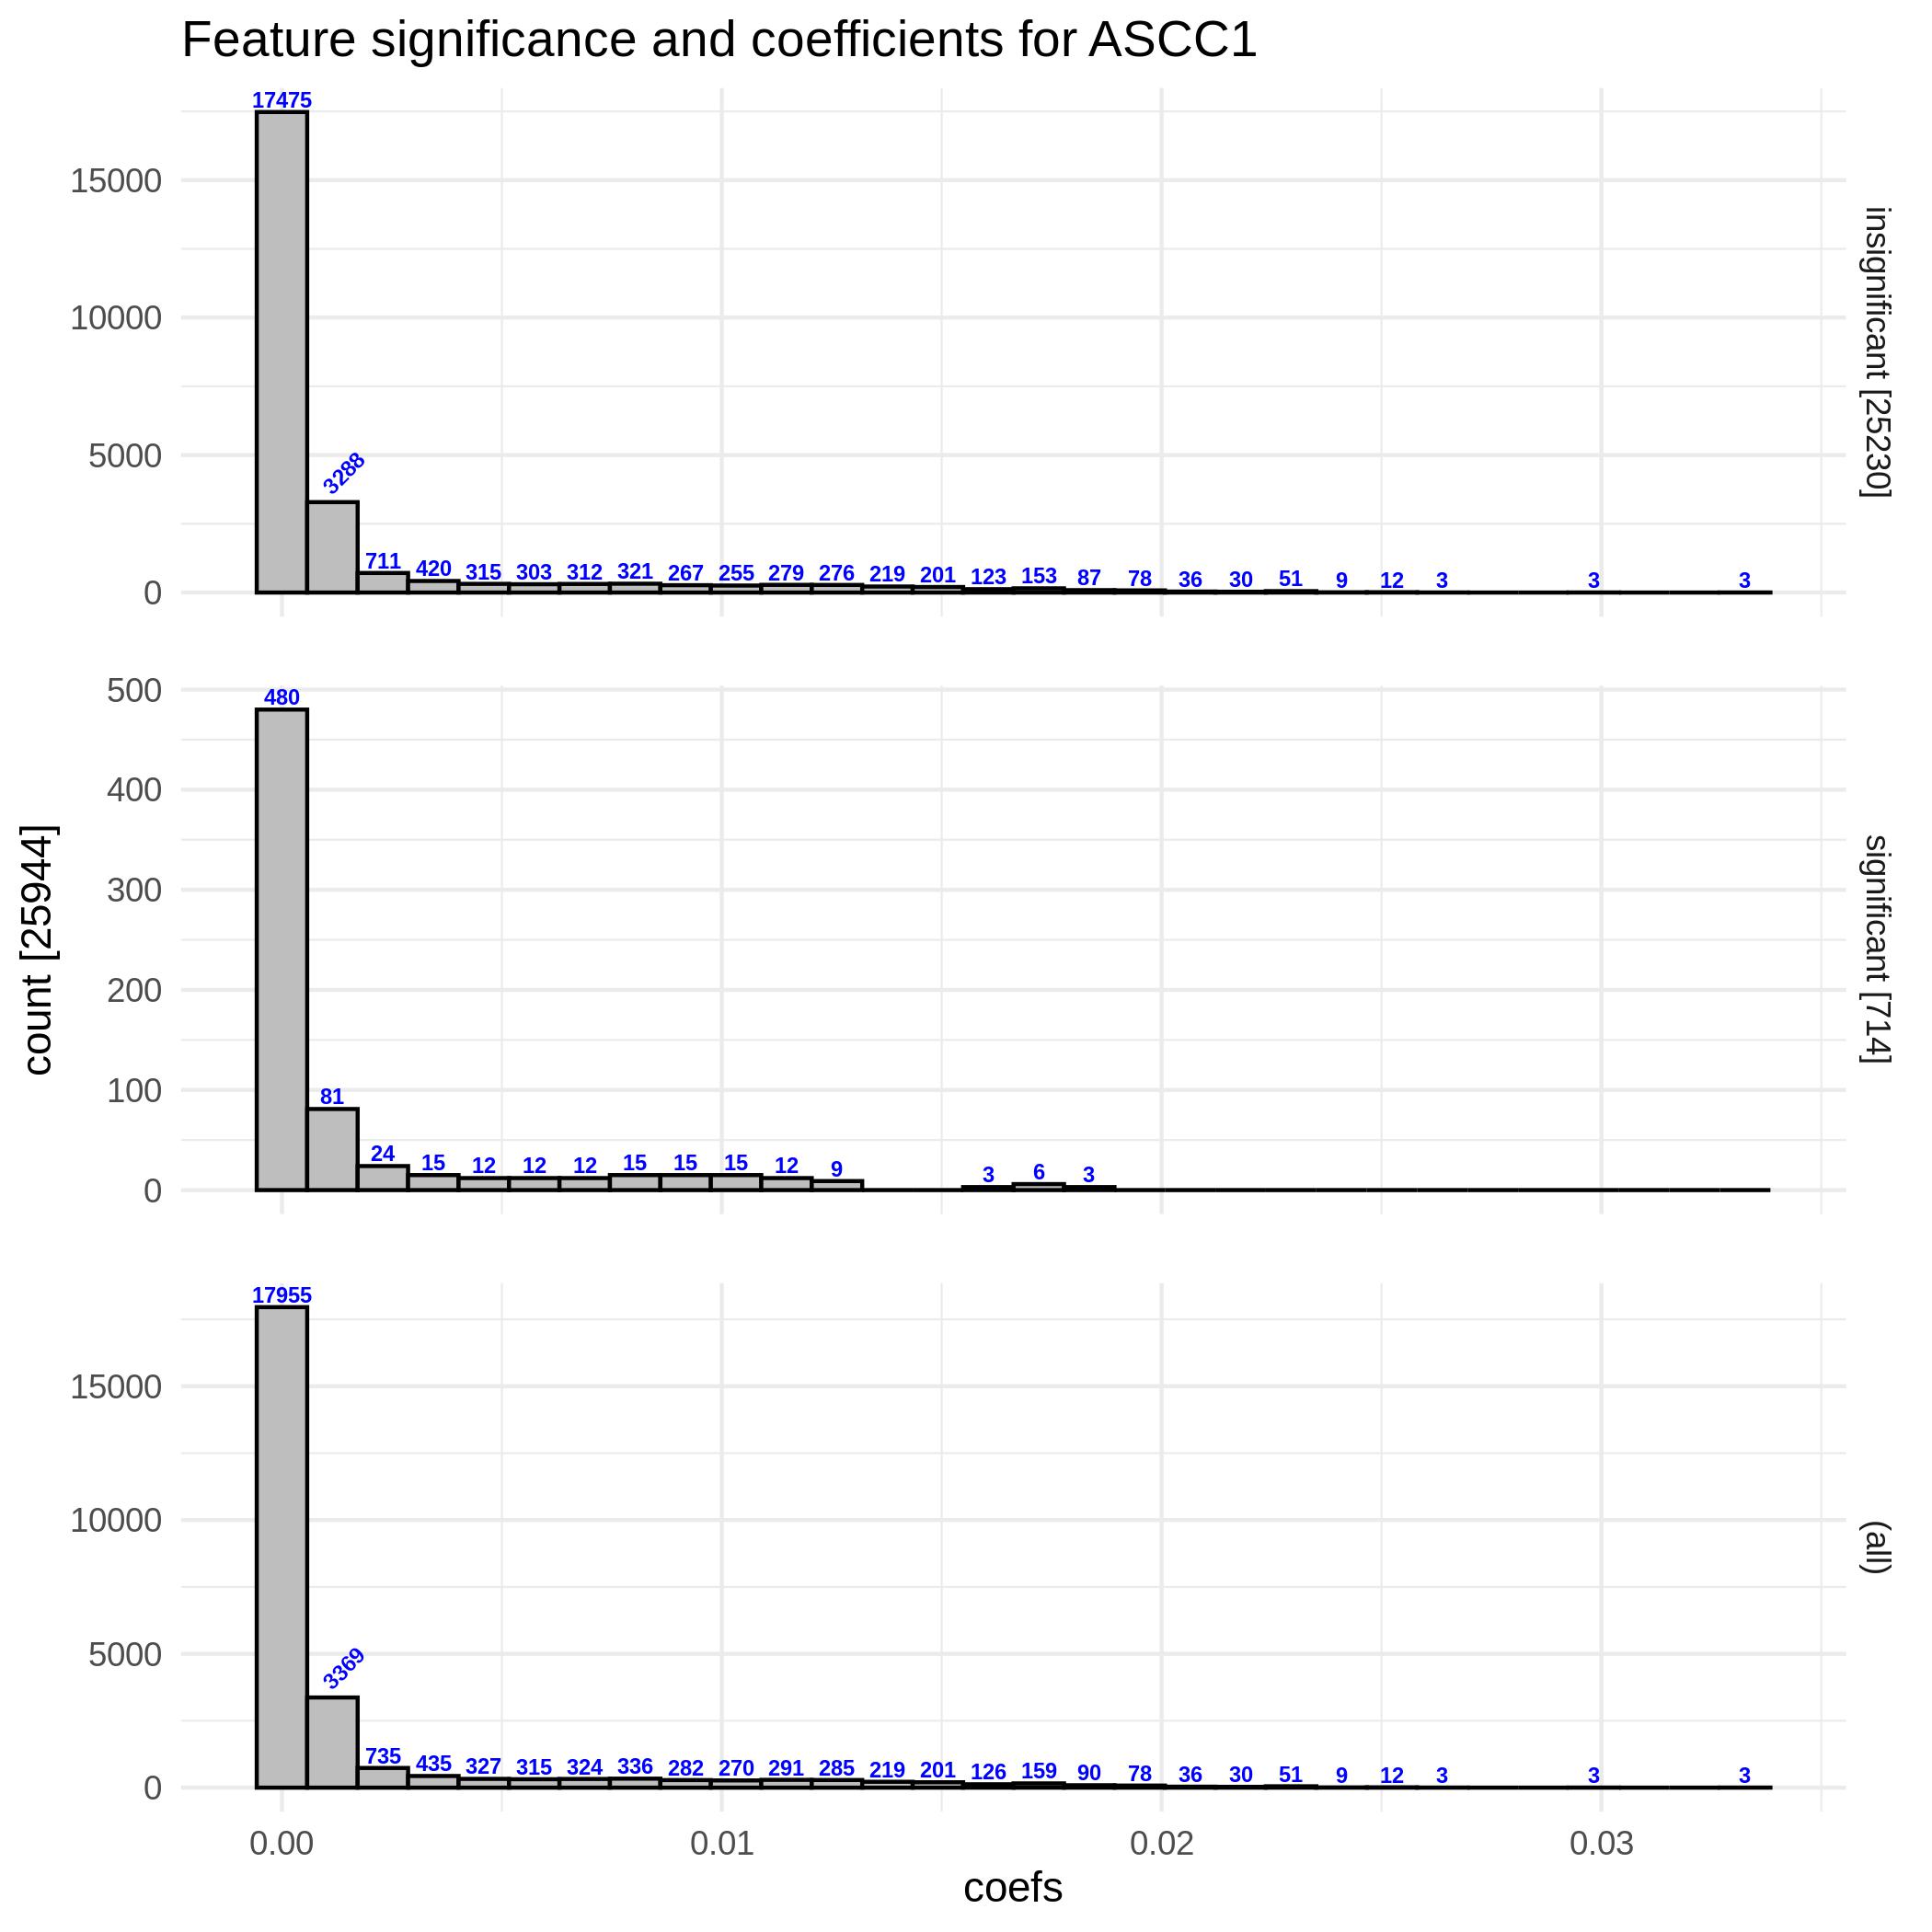 Feature significance and coefficients for ASCC1
17475
15000
10000
5000
0
3288
711 420 315 303 312 321 267 255 279 276 219 201 123 153 87 78 36 30 51 9 12 3 3 3
insignificant [25230]
500
400
300
200
100
0
480
81
24 15 12 12 12 15 15 15 12 9 3 6 3
significant [714]
count [25944]
17955
15000
10000
5000
0
3369
735 435 327 315 324 336 282 270 291 285 219 201 126 159 90 78 36 30 51 9 12 3 3 3
(all)
0.00 0.01 0.02 0.03
coefs